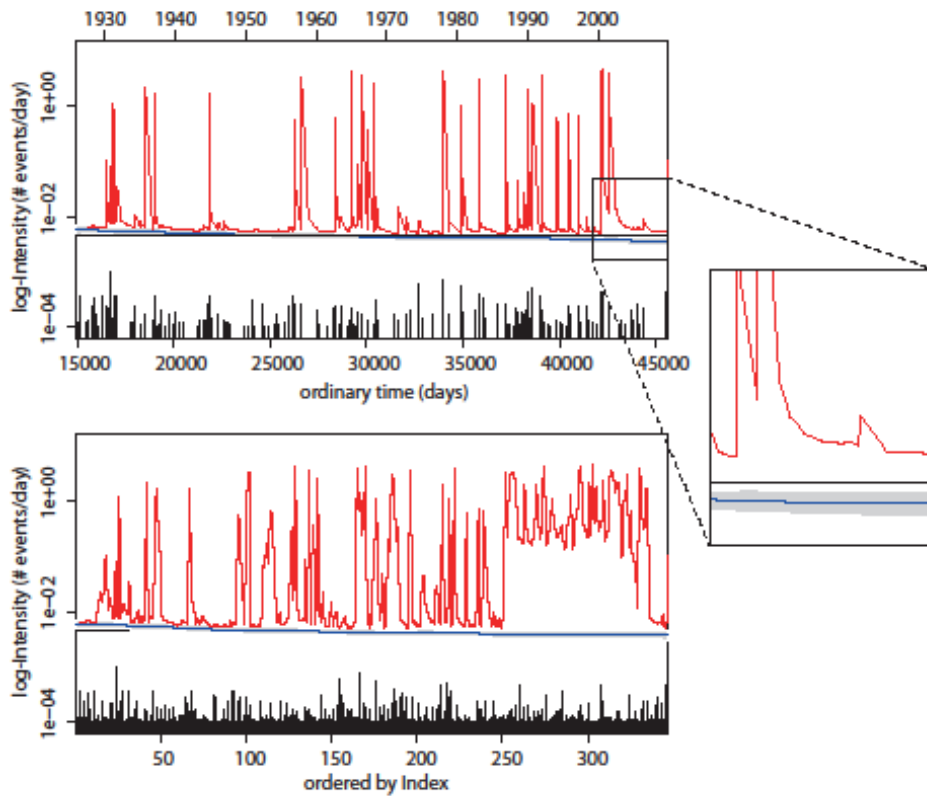 1930 1940 1950 1960 1970 1980 1990 2000
log-Intensity (# events/day)
1e+00
1e-02
1e-04
15000 20000 25000 30000 35000 40000 45000
ordinary time (days)
log-Intensity (# events/day)
1e+00
1e-02
1e-04
50 100 150 200 250 300
ordered by Index